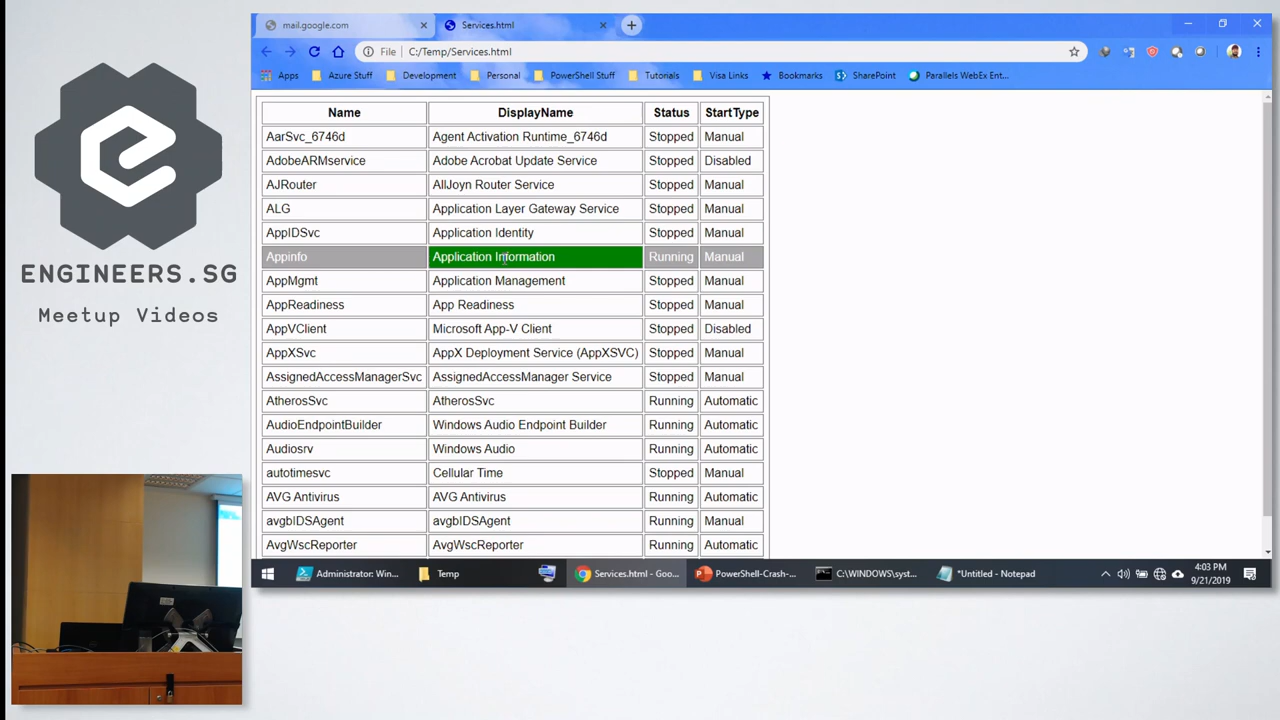 ENGINEERS.SG
Meetup Videos
mail.google.com
Services.html
File C:/Temp/Services.html
Apps Azure Stuff Development Personal PowerShell Stuff Tutorials Visa Links Bookmarks SharePoint Parallels WebEx Ent...
Name DisplayName Status StartType
AarSvc_6746d Agent Activation Runtime_6746d Stopped Manual
AdobeARMservice Adobe Acrobat Update Service Stopped Disabled
AJRouter AllJoyn Router Service Stopped Manual
ALG Application Layer Gateway Service Stopped Manual
AppIDSvc Application Identity Stopped Manual
Appinfo Application Information Running Manual
AppMgmt Application Management Stopped Manual
AppReadiness App Readiness Stopped Manual
AppVClient Microsoft App-V Client Stopped Disabled
AppXSvc AppX Deployment Service (AppXSVC) Stopped Manual
AssignedAccessManagerSvc AssignedAccessManager Service Stopped Manual
AtherosSvc AtherosSvc Running Automatic
AudioEndpointBuilder Windows Audio Endpoint Builder Running Automatic
Audiosrv Windows Audio Running Automatic
autotimesvc Cellular Time Stopped Manual
AVG Antivirus AVG Antivirus Running Automatic
avgbIDSAgent avgbIDSAgent Running Manual
AvgWscReporter AvgWscReporter Running Automatic
Administrator: Win... Temp Services.html - Goo... PowerShell-Crash-... C:\WINDOWS\syst... *Untitled - Notepad
4:03 PM
9/21/2019